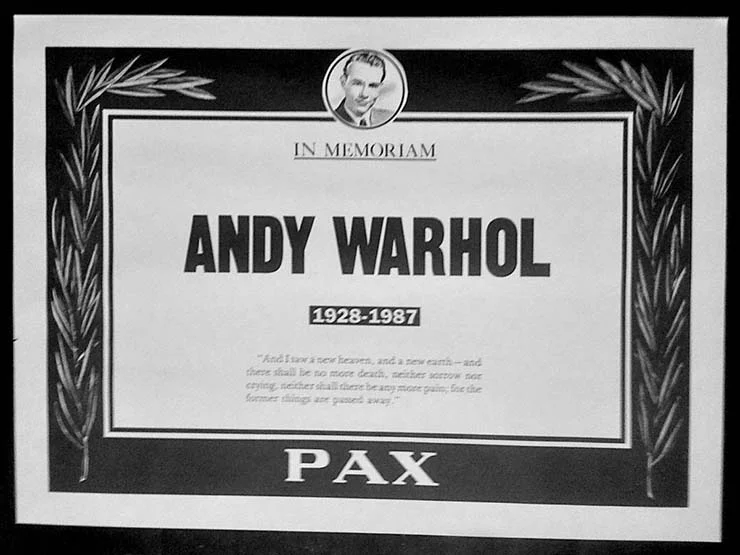 IN MEMORIAM
ANDY WARHOL
1928-1987
"And I saw a new heaven, and a new earth – and
there shall be no more death, neither sorrow nor
crying, neither shall there be any more pain; for the
former things are passed away."
PAX